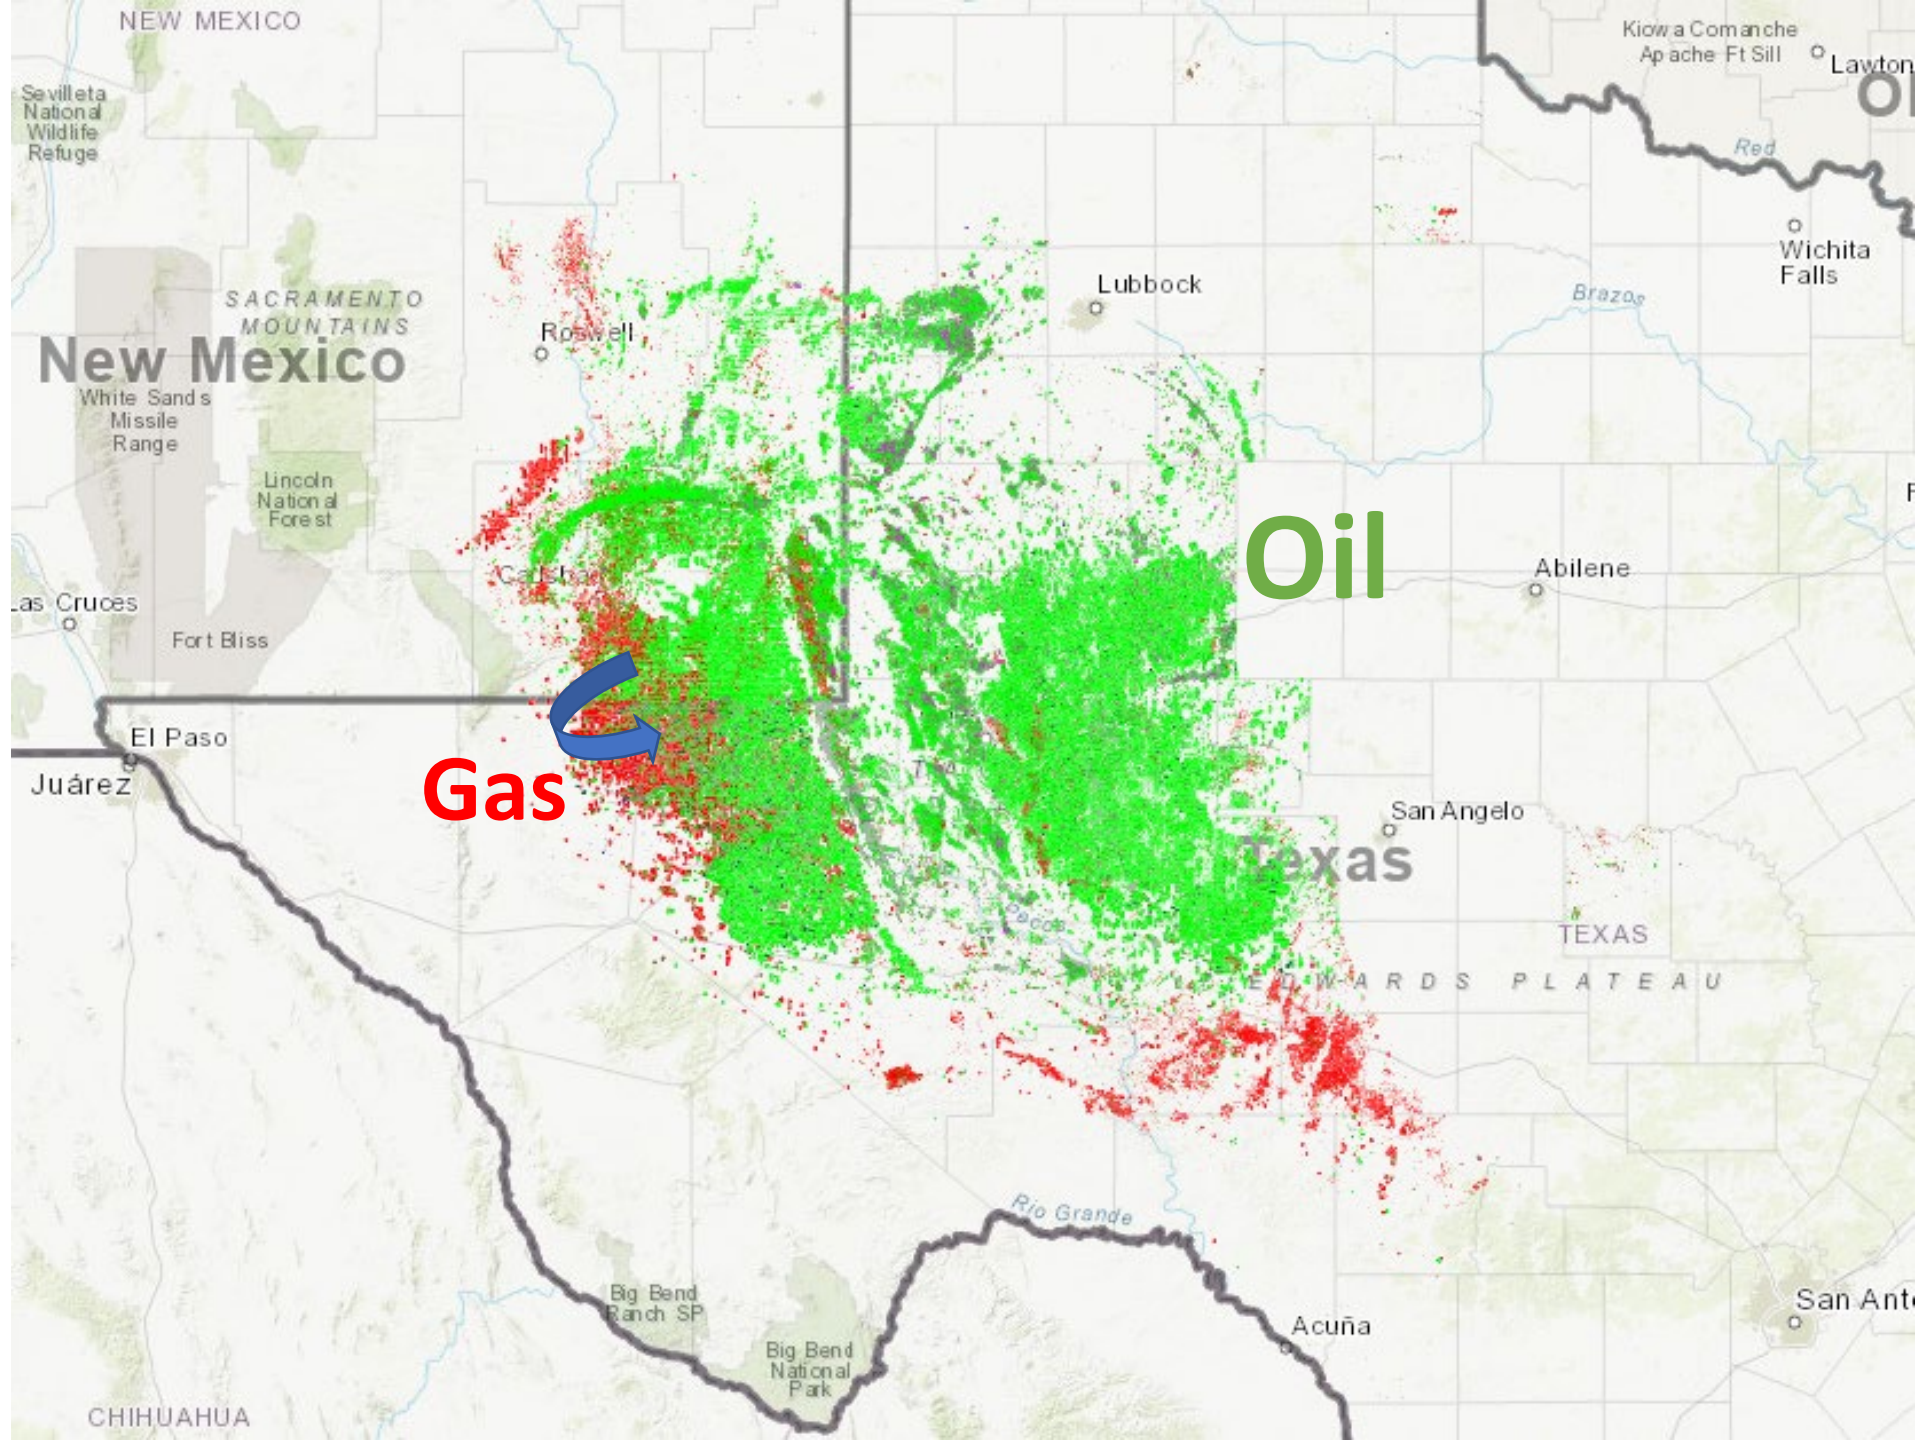 NEW MEXICO
Kiowa Comanche
Apache Ft Sill
Lawton
Sevilleta
National
Wildlife
Refuge
Red
Wichita
Falls
Lubbock
Brazos
SACRAMENTO
MOUNTAINS
Roswell
New Mexico
White Sands
Missile
Range
Lincoln
National
Forest
Oil
Abilene
Las Cruces
Fort Bliss
El Paso
Juárez
Gas
San Angelo
Texas
Pecos
TEXAS
EDWARDS PLATEAU
Rio Grande
Big Bend
Ranch SP
Big Bend
National
Park
Acuña
San Ant
CHIHUAHUA